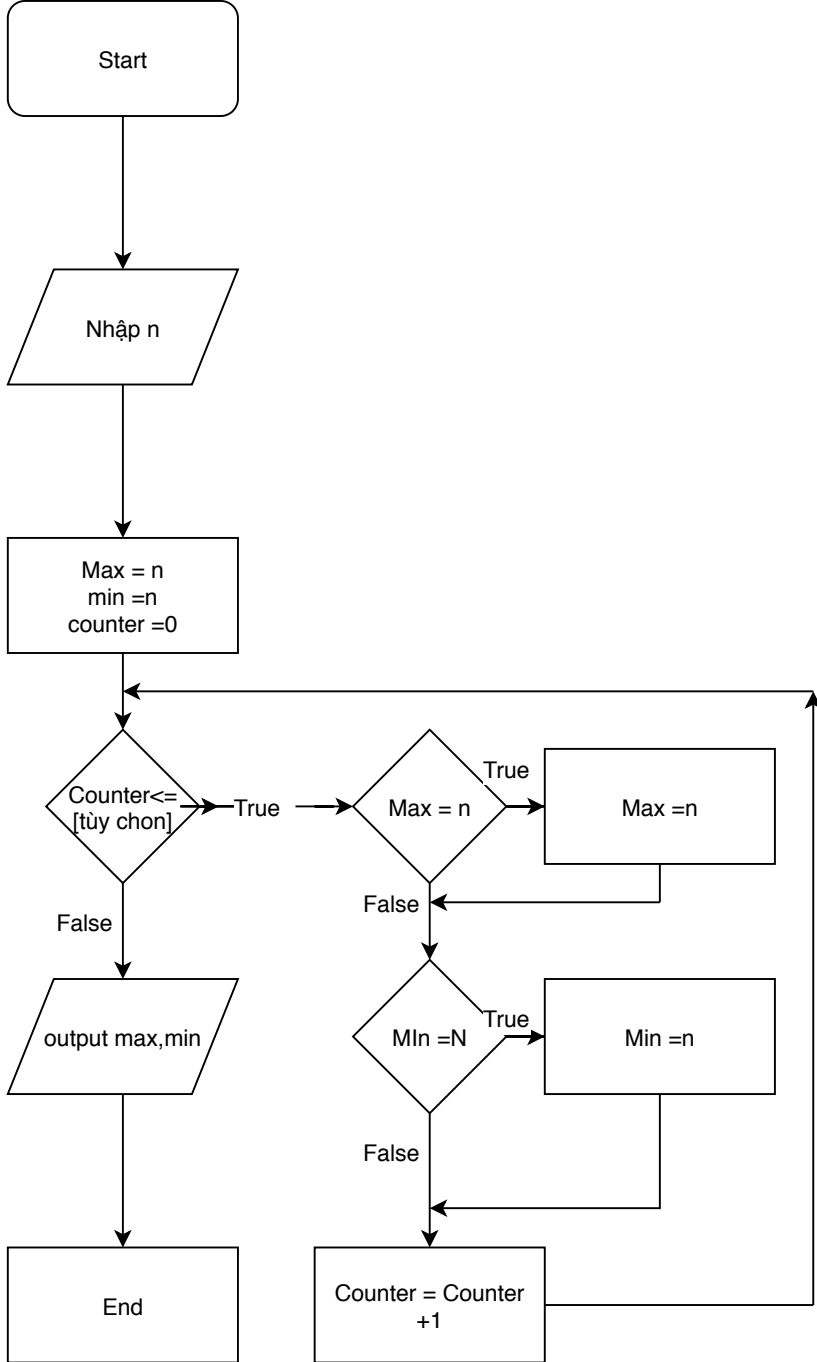 Start
Nhập n
Max = n
min =n
counter =0
Counter<=
[tùy chon]
True
Max = n
True
Max =n
False
False
MIn =N
True
Min =n
output max,min
False
End
Counter = Counter
+1